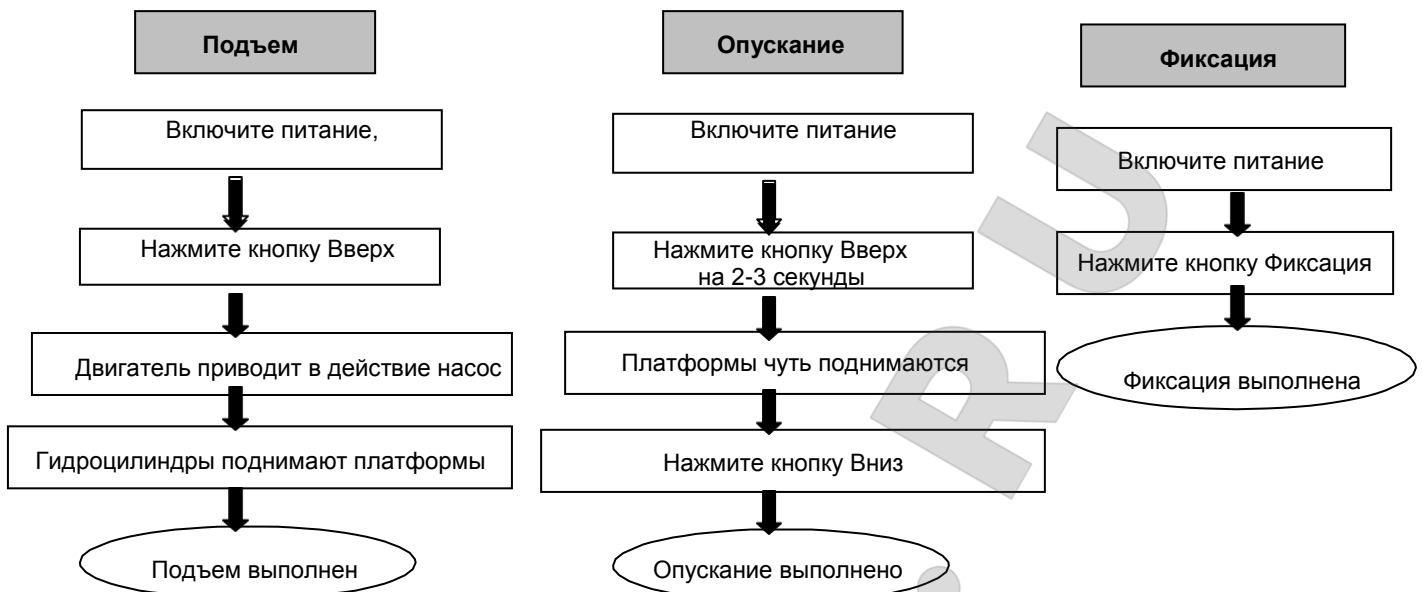 Подъем
Включите питание,
Нажмите кнопку Вверх
Двигатель приводит в действие насос
Гидроцилиндры поднимают платформы
Подъем выполнен
Опускание
Включите питание
Нажмите кнопку Вверх
на 2-3 секунды
Платформы чуть поднимаются
Нажмите кнопку Вниз
Опускание выполнено
Фиксация
Включите питание
Нажмите кнопку Фиксация
Фиксация выполнена
. R U